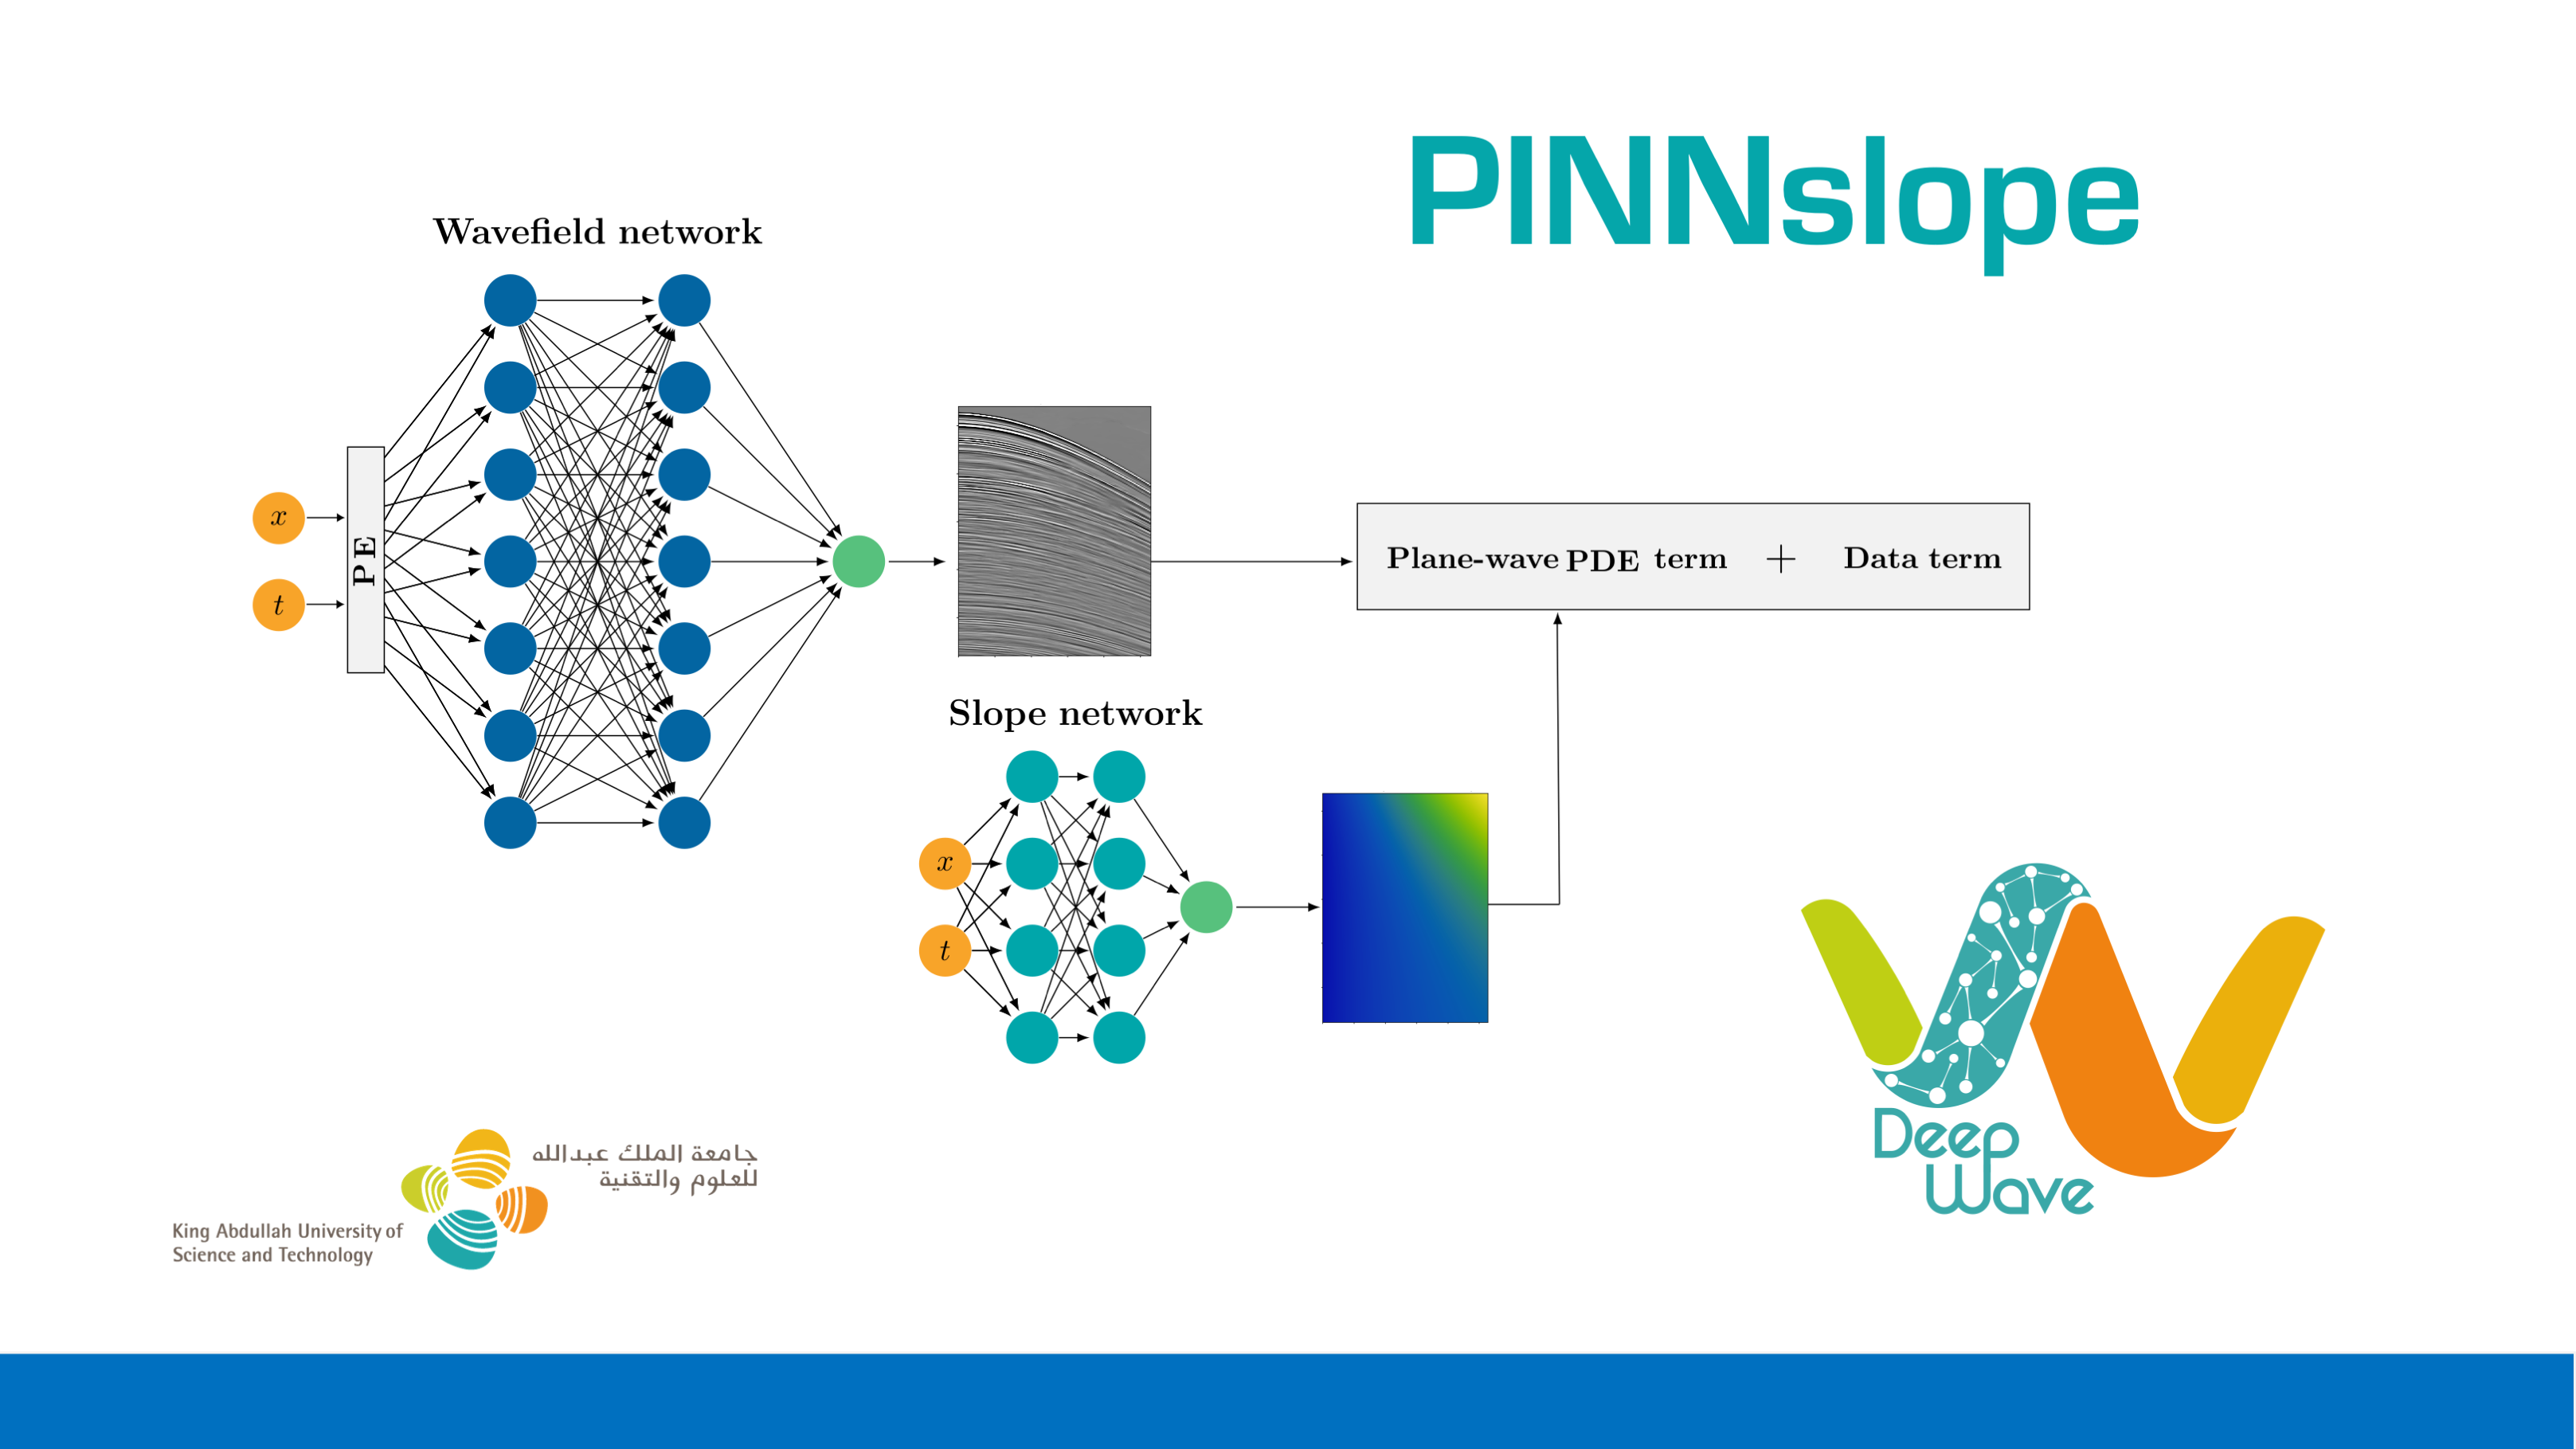 PINNslope
Wavefield network
x
t
PE
Plane-wave PDE term + Data term
Slope network
x
t
Deep
Wave
جامعة الملك عبدالله
للعلوم والتقنية
King Abdullah University of
Science and Technology